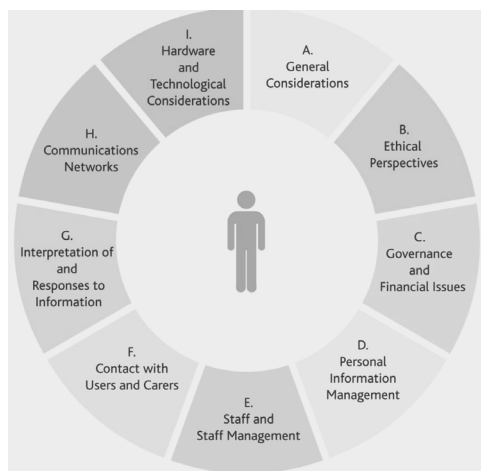 A.
General
Considerations
B.
Ethical
Perspectives
C.
Governance
and
Financial Issues
D.
Personal
Information
Management
E.
Staff and
Staff Management
F.
Contact with
Users and Carers
G.
Interpretation of
and
Responses to
Information
H.
Communications
Networks
I.
Hardware
and
Technological
Considerations